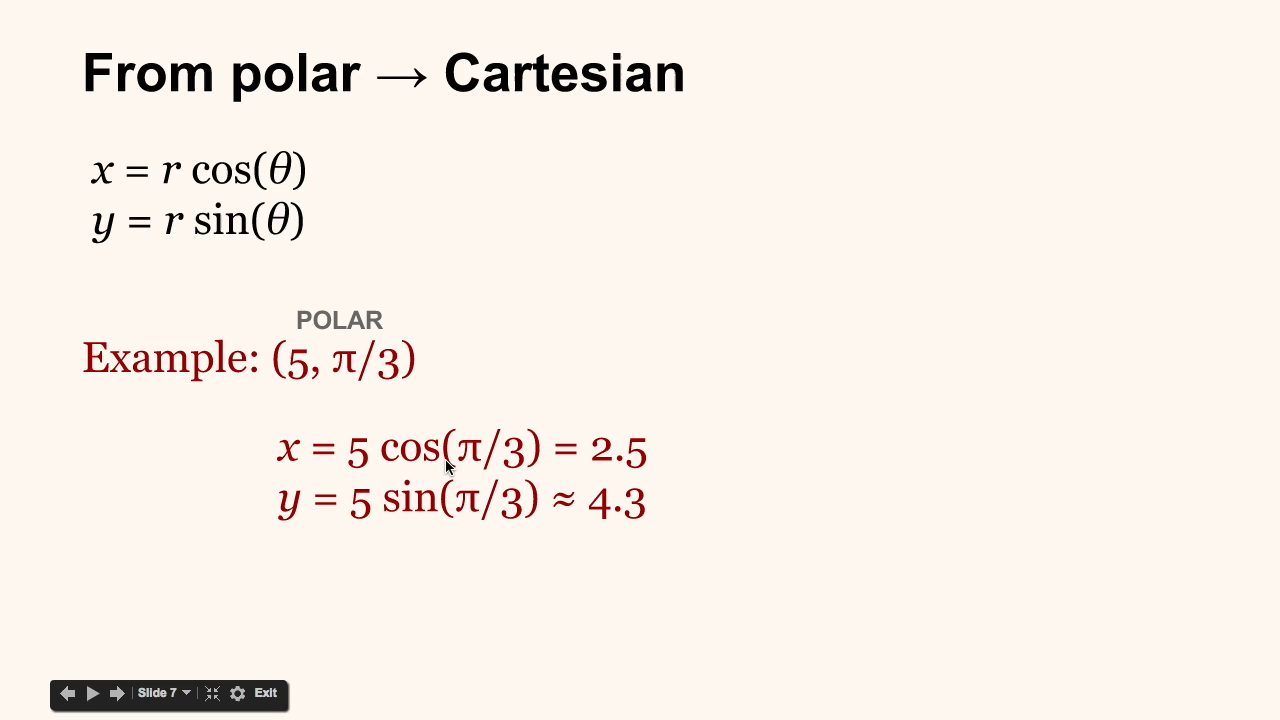 From polar → Cartesian
x = r cos(θ)
y = r sin(θ)
POLAR
Example: (5, π/3)
x = 5 cos(π/3) = 2.5
y = 5 sin(π/3) ≈ 4.3
Slide 7 Exit